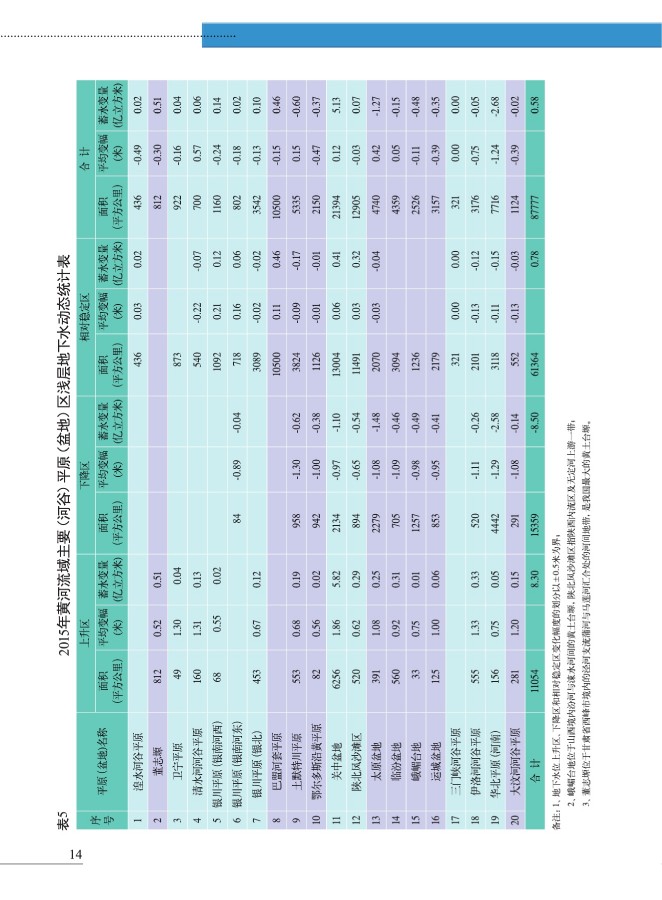 表5 2015年黄河流域主要(河谷)平原(盆地)区浅层地下水动态统计表
序号 平原(盆地)名称 上升区 下降区 相对稳定区 合 计
面积(平方公里) 平均变幅(米) 蓄水变量(亿立方米) 面积(平方公里) 平均变幅(米) 蓄水变量(亿立方米) 面积(平方公里) 平均变幅(米) 蓄水变量(亿立方米) 面积(平方公里) 平均变幅(米) 蓄水变量(亿立方米)
1 湟水河谷平原 436 0.03 0.02 436 -0.49 0.02
2 董志塬 812 0.52 0.51 812 -0.30 0.51
3 卫宁平原 49 1.30 0.04 873 922 -0.16 0.04
4 清水河河谷平原 160 1.31 0.13 540 -0.22 -0.07 700 0.57 0.06
5 银川平原(银南河西) 68 0.55 0.02 1092 0.21 0.12 1160 -0.24 0.14
6 银川平原(银南河东) 84 -0.89 -0.04 718 0.16 0.06 802 -0.18 0.02
7 银川平原(银北) 453 0.67 0.12 3089 -0.02 -0.02 3542 -0.13 0.10
8 巴盟河套平原 10500 0.11 0.46 10500 -0.15 0.46
9 土默特川平原 553 0.68 0.19 958 -1.30 -0.62 3824 -0.09 -0.17 5335 0.15 -0.60
10 鄂尔多斯沿黄平原 82 0.56 0.02 942 -1.00 -0.38 1126 -0.01 -0.01 2150 -0.47 -0.37
11 关中盆地 6256 1.86 5.82 2134 -0.97 -1.10 13004 0.06 0.41 21394 0.12 5.13
12 陕北风沙滩区 520 0.62 0.29 894 -0.65 -0.54 11491 0.03 0.32 12905 -0.03 0.07
13 太原盆地 391 1.08 0.25 2279 -1.08 -1.48 2070 -0.03 -0.04 4740 0.42 -1.27
14 临汾盆地 560 0.92 0.31 705 -1.09 -0.46 3094 4359 0.05 -0.15
15 峨嵋台地 33 0.75 0.01 1257 -0.98 -0.49 1236 2526 -0.11 -0.48
16 运城盆地 125 1.00 0.06 853 -0.95 -0.41 2179 3157 -0.39 -0.35
17 三门峡河谷平原 321 0.00 0.00 321 0.00 0.00
18 伊洛河河谷平原 555 1.33 0.33 520 -1.11 -0.26 2101 -0.13 -0.12 3176 -0.75 -0.05
19 华北平原(河南) 156 0.75 0.05 4442 -1.29 -2.58 3118 -0.11 -0.15 7716 -1.24 -2.68
20 大汶河河谷平原 281 1.20 0.15 291 -1.08 -0.14 552 -0.13 -0.03 1124 -0.39 -0.02
合 计 11054 8.30 15359 -8.50 61364 0.78 87777 0.58
备注:1、地下水位上升区、下降区和相对稳定区变化幅度的划分以±0.5米为界;
2、峨嵋台地位于山西境内汾河与涑水河间的黄土台塬, 陕北风沙滩区指陕西内流区及无定河上游一带;
3、董志塬位于甘肃省西峰市境内的泾河支流蒲河与马莲河汇合处的河间地带, 是我国最大的黄土台塬。
14